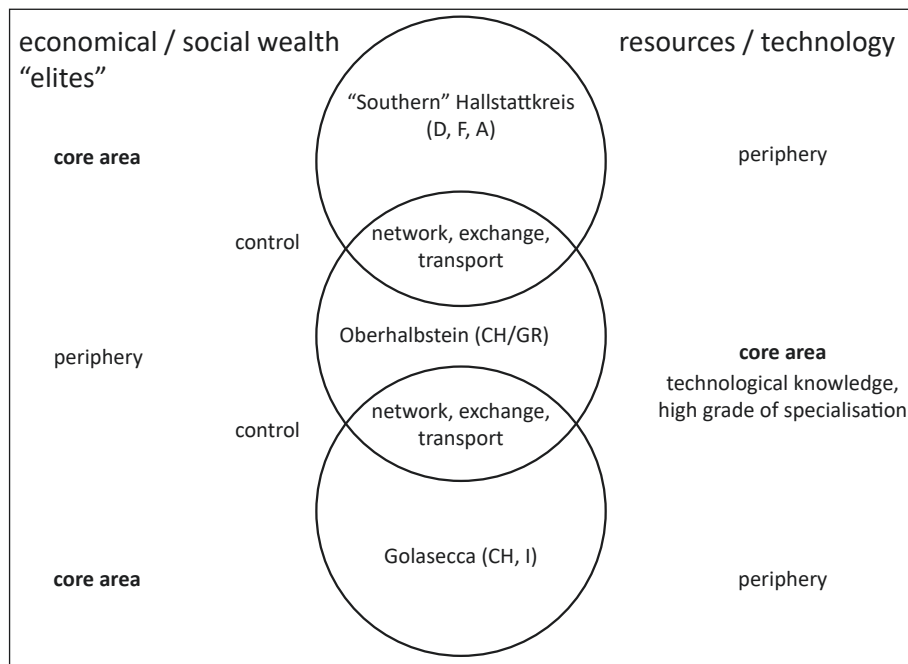 economical / social wealth
“elites”
resources / technology
“Southern” Hallstattkreis
(D, F, A)
core area
periphery
control
network, exchange,
transport
Oberhalbstein (CH/GR)
periphery
core area
technological knowledge,
high grade of specialisation
control
network, exchange,
transport
Golasecca (CH, I)
core area
periphery